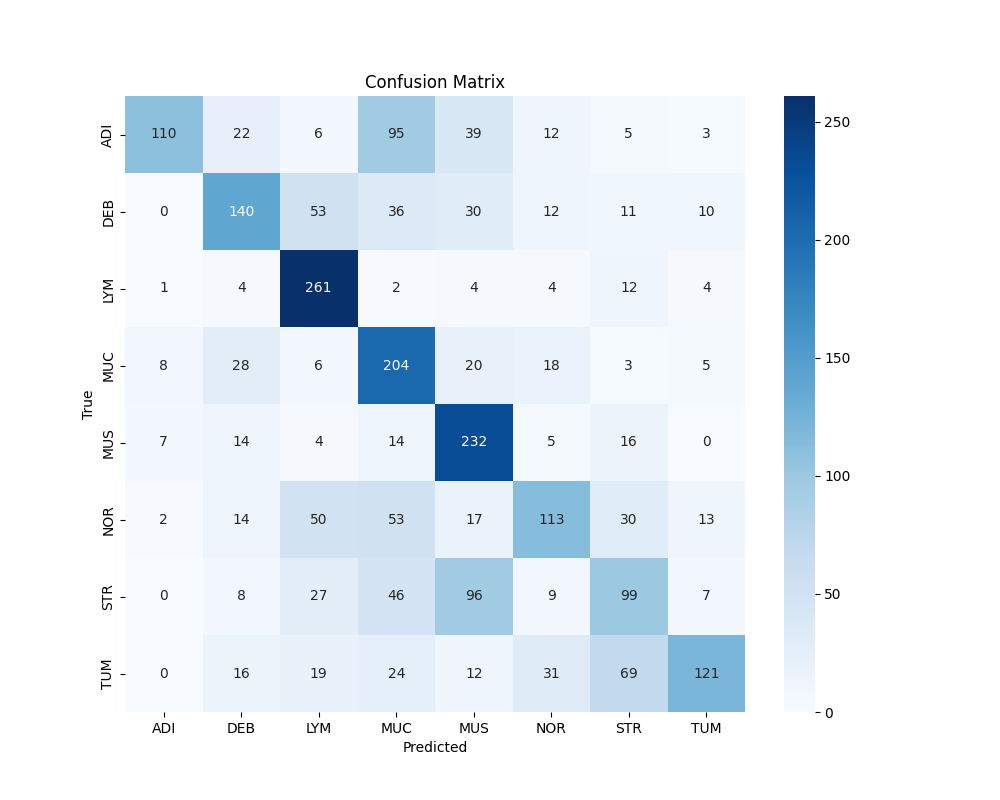 Confusion Matrix
ADI 110 22 6 95 39 12 5 3
DEB 0 140 53 36 30 12 11 10
LYM 1 4 261 2 4 4 12 4
MUC 8 28 6 204 20 18 3 5
MUS 7 14 4 14 232 5 16 0
NOR 2 14 50 53 17 113 30 13
STR 0 8 27 46 96 9 99 7
TUM 0 16 19 24 12 31 69 121
ADI DEB LYM MUC MUS NOR STR TUM
Predicted
True
250
200
150
100
50
0